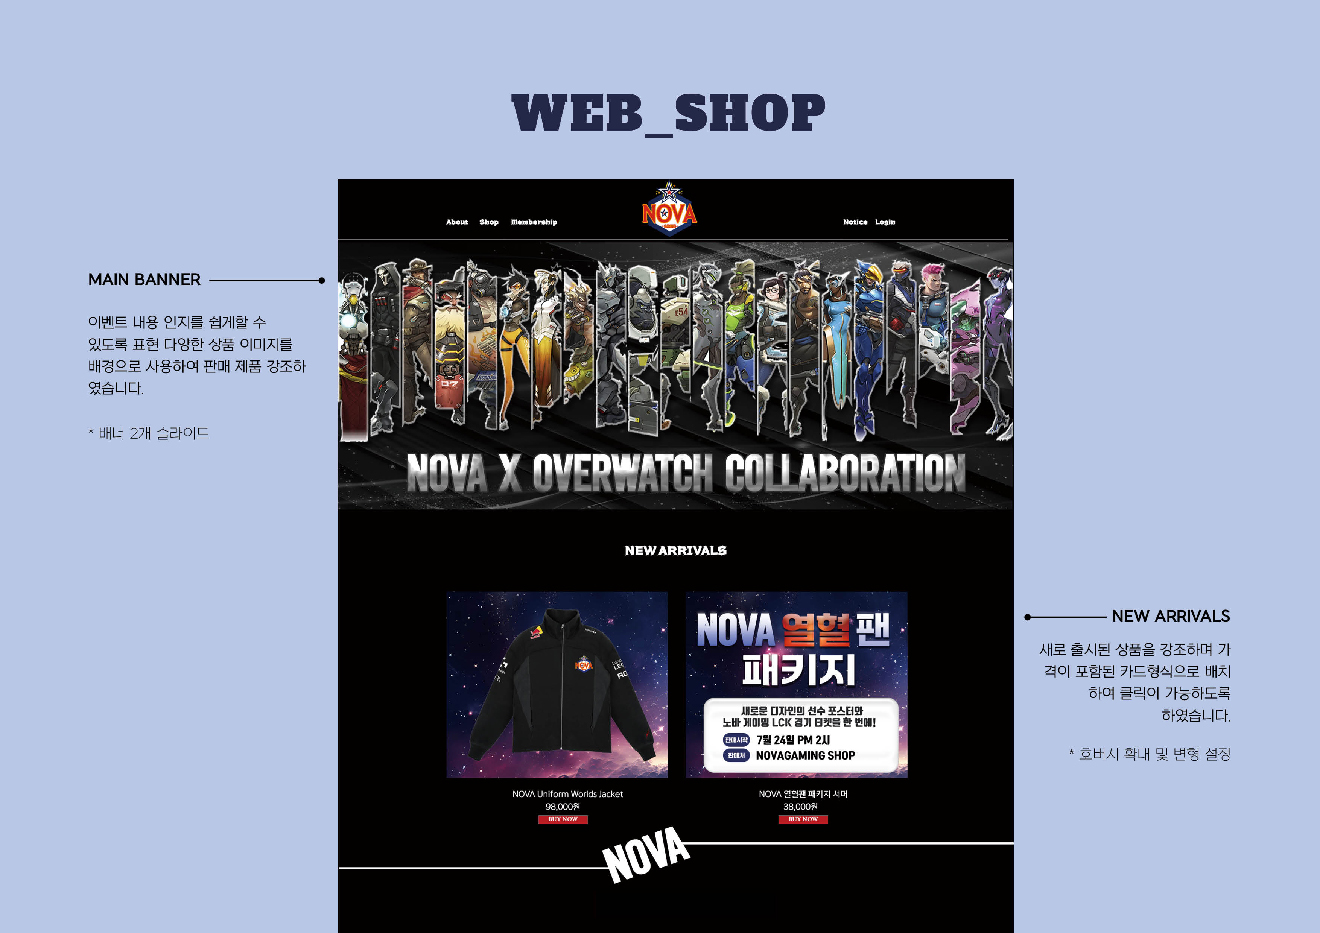 WEB_SHOP
About Shop Membership
NOVA
Notice Login
MAIN BANNER
이벤트 내용 인지를 쉽게할 수
있도록 표현 다양한 상품 이미지를
배경으로 사용하여 판매 제품 강조하
였습니다.
* 배너 2개 슬라이드
NOVA X OVERWATCH COLLABORATION
NEW ARRIVALS
NOVA 열혈 팬
패키지
새로운 디자인의 선수 포스터와
노바 게이밍 LCK 경기 티켓을 한 번에!
판매시작 7월 24일 PM 2시
판매처 NOVAGAMING SHOP
NOVA Uniform Worlds Jacket
98,000원
BUY NOW
NOVA 열혈팬 패키지 서머
38,000원
BUY NOW
NOVA
NEW ARRIVALS
새로 출시된 상품을 강조하며 가
격이 포함된 카드형식으로 배치
하여 클릭이 가능하도록
하였습니다.
* 호버시 확대 및 변형 설정